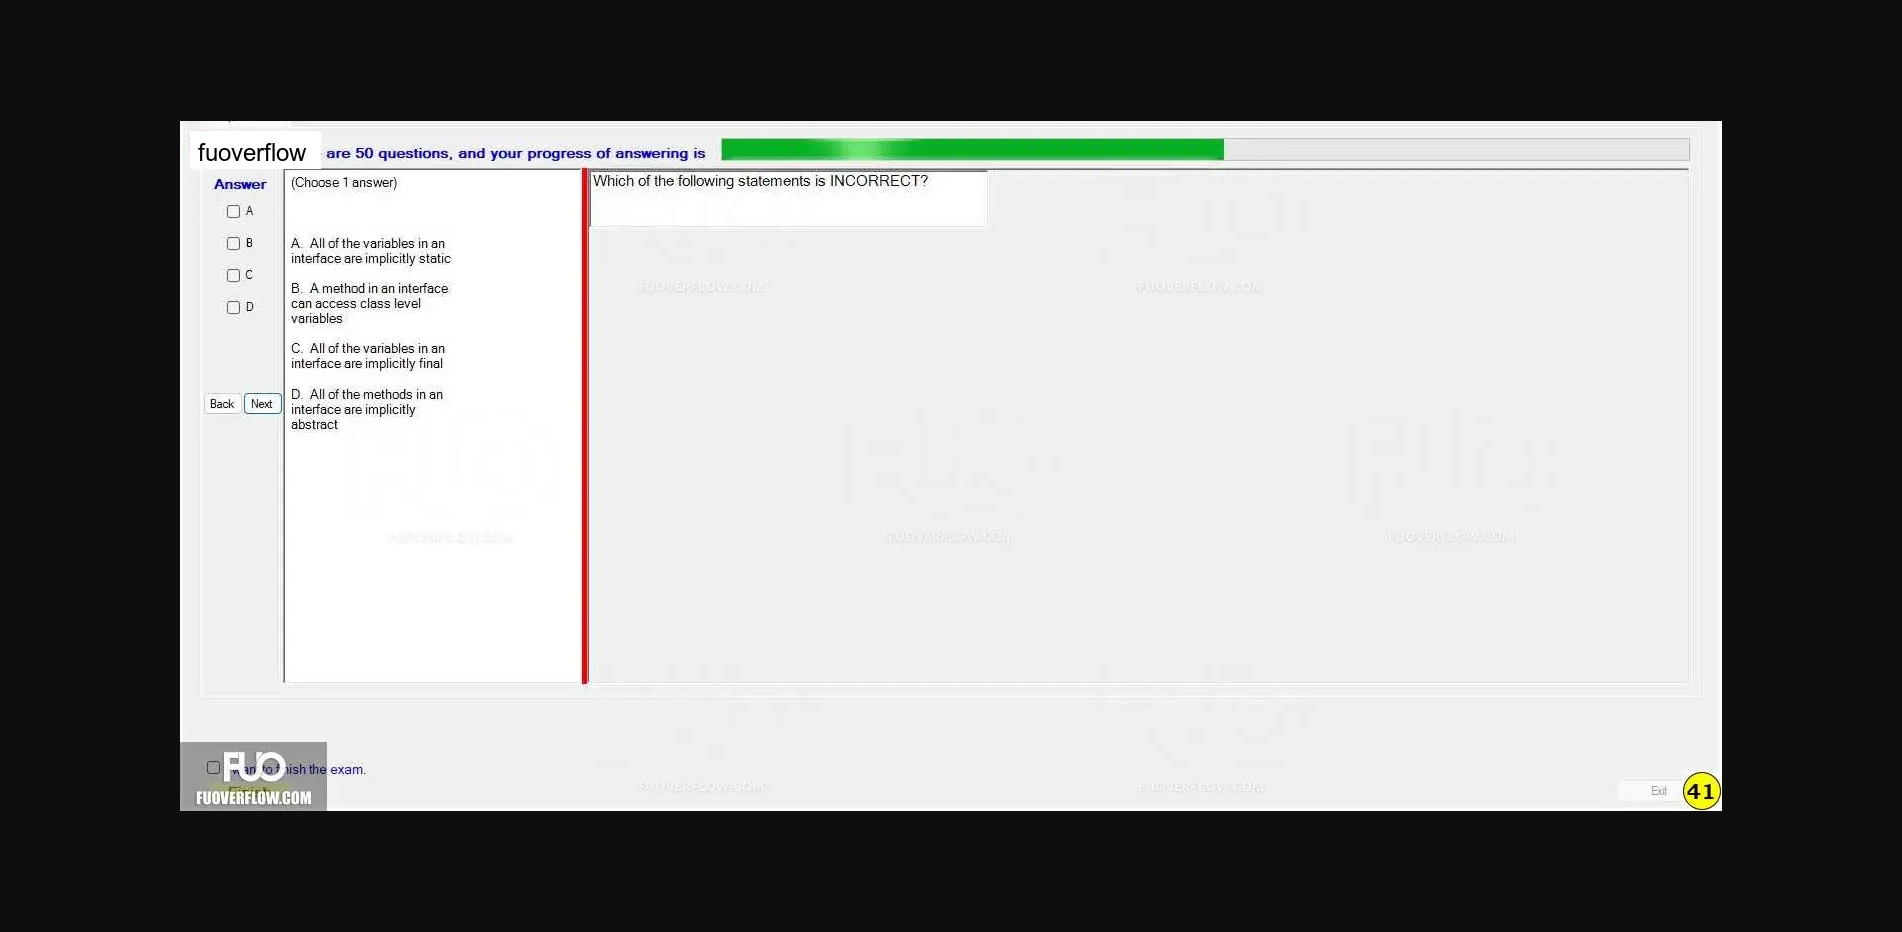 fuoverflow are 50 questions, and your progress of answering is
Answer
A
B
C
D
Back Next
(Choose 1 answer)
A. All of the variables in an
interface are implicitly static
B. A method in an interface
can access class level
variables
C. All of the variables in an
interface are implicitly final
D. All of the methods in an
interface are implicitly
abstract
Which of the following statements is INCORRECT?
FUOVERFLOW.COM FUOVERFLOW.COM
FUOVERFLOW.COM FUOVERFLOW.COM FUOVERFLOW.COM
FUOVERFLOW.COM FUOVERFLOW.COM
FUO
want to finish the exam.
Finish
FUOVERFLOW.COM
Exit 41